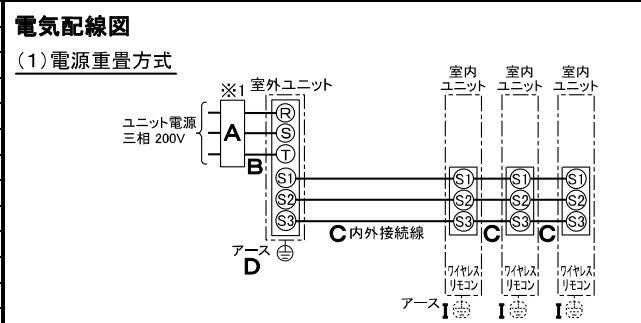 電気配線図
(1)電源重畳方式
※1
室外ユニット
室内
ユニット
室内
ユニット
室内
ユニット
ユニット電源
三相 200V
A
B
R
S
T
S1
S2
S3
S1
S2
S3
S1
S2
S3
S1
S2
S3
C 内外接続線
C
C
アース
D
ワイヤレス
リモコン
ワイヤレス
リモコン
ワイヤレス
リモコン
アース
I
I
I